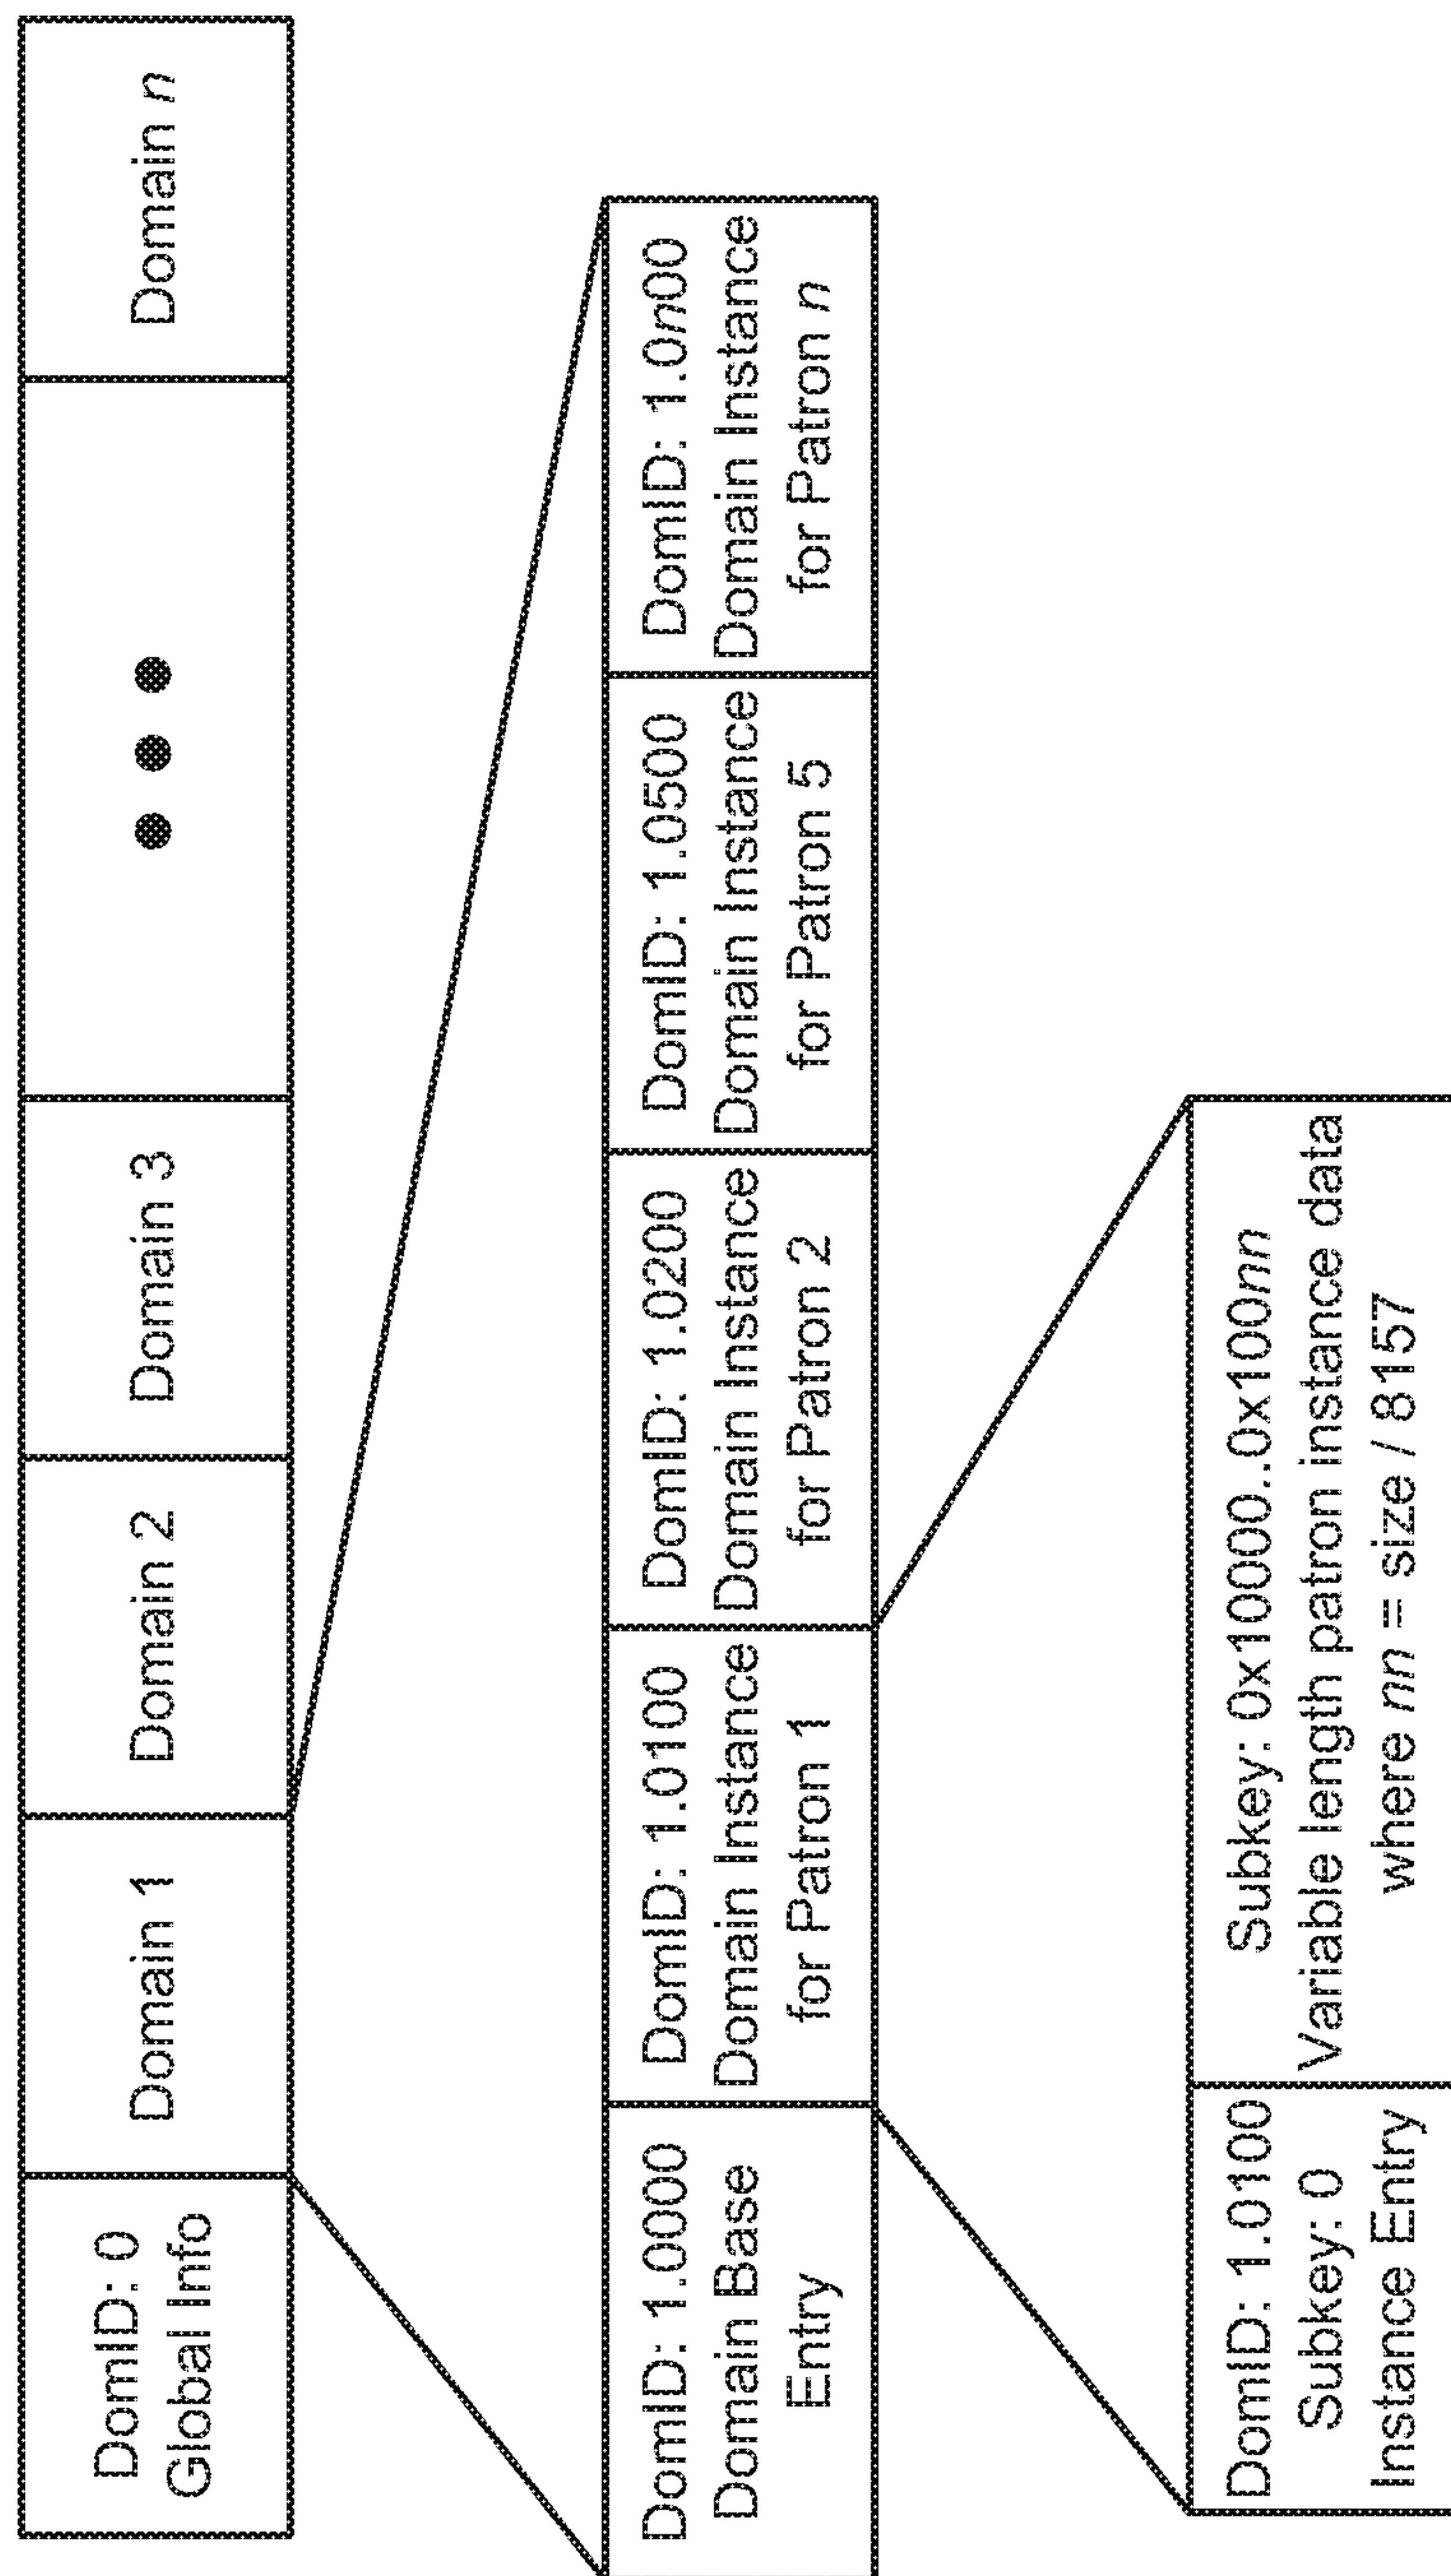 DomID: 0
Global Info
Domain 1
Domain 2
Domain 3
Domain n
DomID: 1.0000
Domain Base
Entry
DomID: 1.0100
Domain Instance
for Patron 1
DomID: 1.0200
Domain Instance
for Patron 2
DomID: 1.0500
Domain Instance
for Patron 5
DomID: 1.0n00
Domain Instance
for Patron n
DomID: 1.0100
Subkey: 0
Instance Entry
Subkey: 0x10000..0x100nn
Variable length patron instance data
where nn = size / 8157